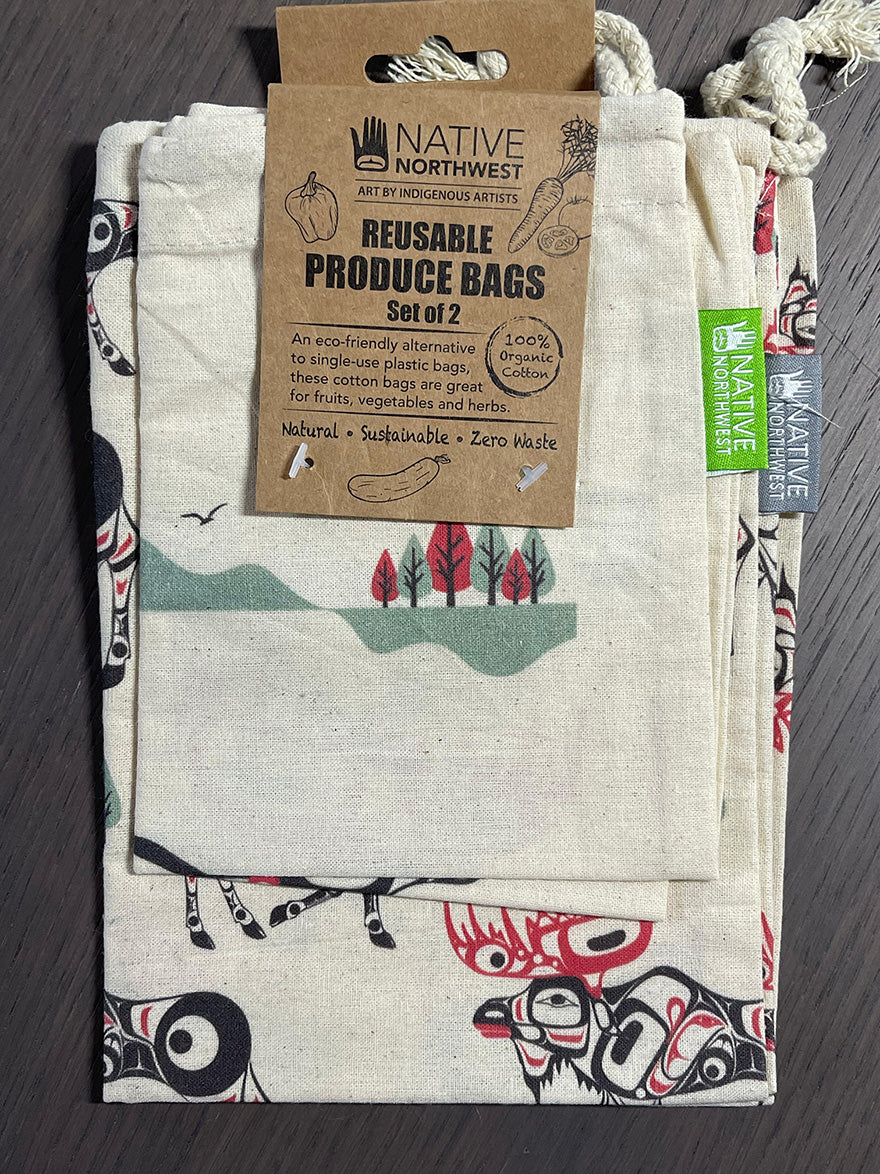 NATIVE
NORTHWEST
ART BY INDIGENOUS ARTISTS
REUSABLE
PRODUCE BAGS
Set of 2
An eco-friendly alternative
to single-use plastic bags,
these cotton bags are great
for fruits, vegetables and herbs.
100%
Organic
Cotton
Natural • Sustainable • Zero Waste
NATIVE
NORTHWEST
NATIVE
NORTHWEST